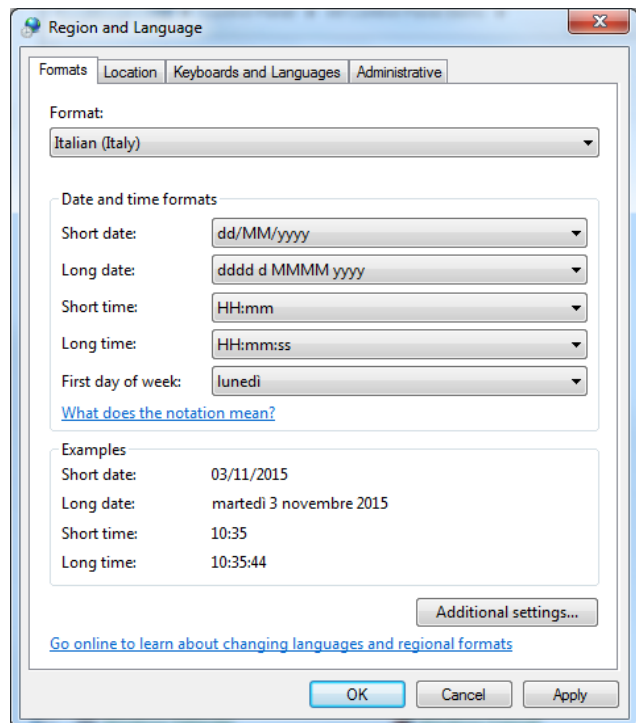 Region and Language
Formats Location Keyboards and Languages Administrative
Format:
Italian (Italy)
Date and time formats
Short date: dd/MM/yyyy
Long date: dddd d MMMM yyyy
Short time: HH:mm
Long time: HH:mm:ss
First day of week: lunedì
What does the notation mean?
Examples
Short date: 03/11/2015
Long date: martedì 3 novembre 2015
Short time: 10:35
Long time: 10:35:44
Additional settings...
Go online to learn about changing languages and regional formats
OK Cancel Apply